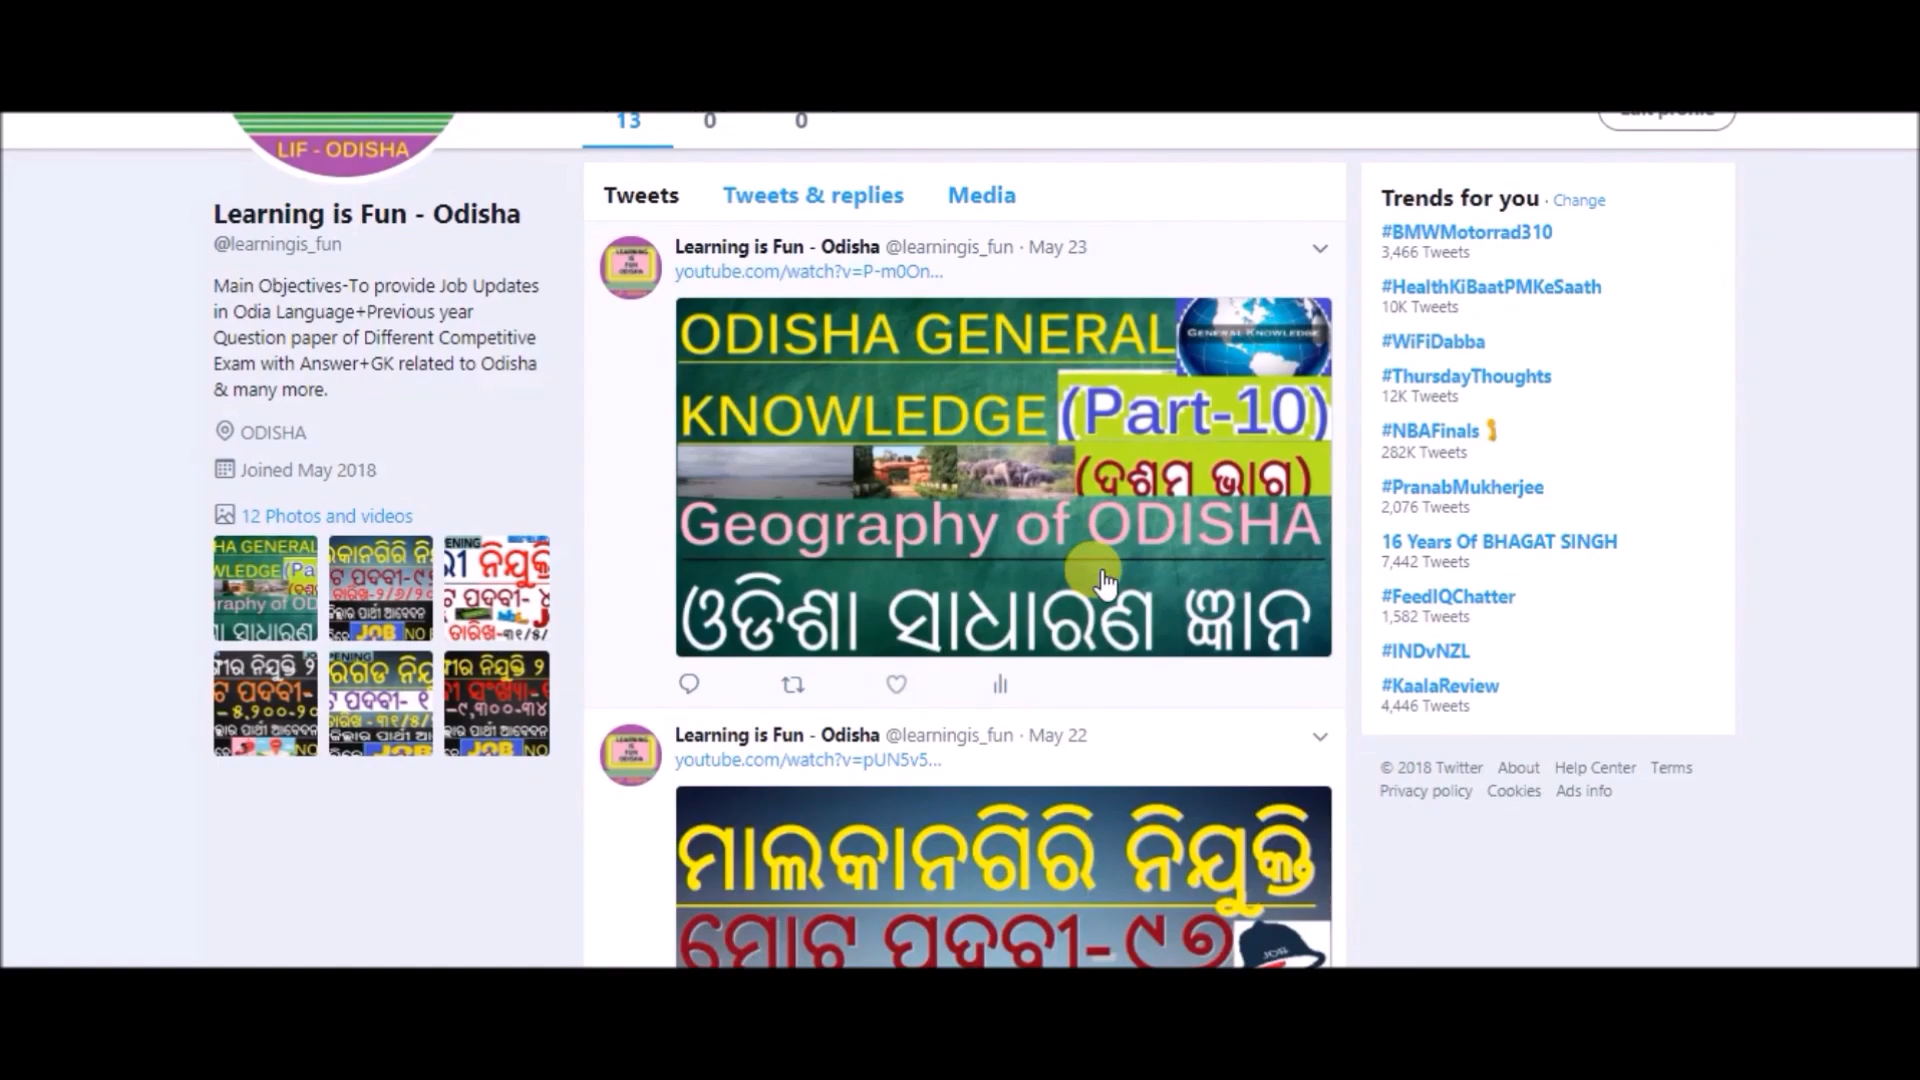 13 0 0
LIF - ODISHA
Learning is Fun - Odisha
@learningis_fun
Main Objectives-To provide Job Updates
in Odia Language+Previous year
Question paper of Different Competitive
Exam with Answer+GK related to Odisha
& many more.
ODISHA
Joined May 2018
12 Photos and videos
Tweets Tweets & replies Media
Learning is Fun - Odisha @learningis_fun · May 23
youtube.com/watch?v=P-m0On...
ODISHA GENERAL
GENERAL KNOWLEDGE
KNOWLEDGE (Part-10)
(ଦଶମ ଭାଗ)
Geography of ODISHA
ଓଡିଶା ସାଧାରଣ ଜ୍ଞାନ
Learning is Fun - Odisha @learningis_fun · May 22
youtube.com/watch?v=pUN5v5...
ମାଲକାନଗିରି ନିଯୁକ୍ତି
ମୋଟ ପଦବୀ-୯୭
JOB
Trends for you · Change
#BMWMotorrad310
3,466 Tweets
#HealthKiBaatPMKeSaath
10K Tweets
#WiFiDabba
#ThursdayThoughts
12K Tweets
#NBAFinals
282K Tweets
#PranabMukherjee
2,076 Tweets
16 Years Of BHAGAT SINGH
7,442 Tweets
#FeedIQChatter
1,582 Tweets
#INDvNZL
#KaalaReview
4,446 Tweets
© 2018 Twitter About Help Center Terms
Privacy policy Cookies Ads info